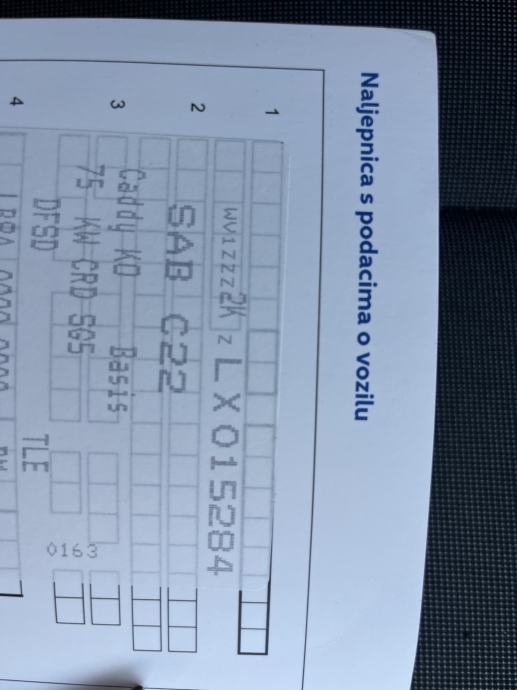 Naljepnica s podacima o vozilu
1
WV1ZZZ2K Z LX015284
2
SAB C22
3
Caddy KO Basis
75 KW CRD SG5
0163
DFSD TLE
4